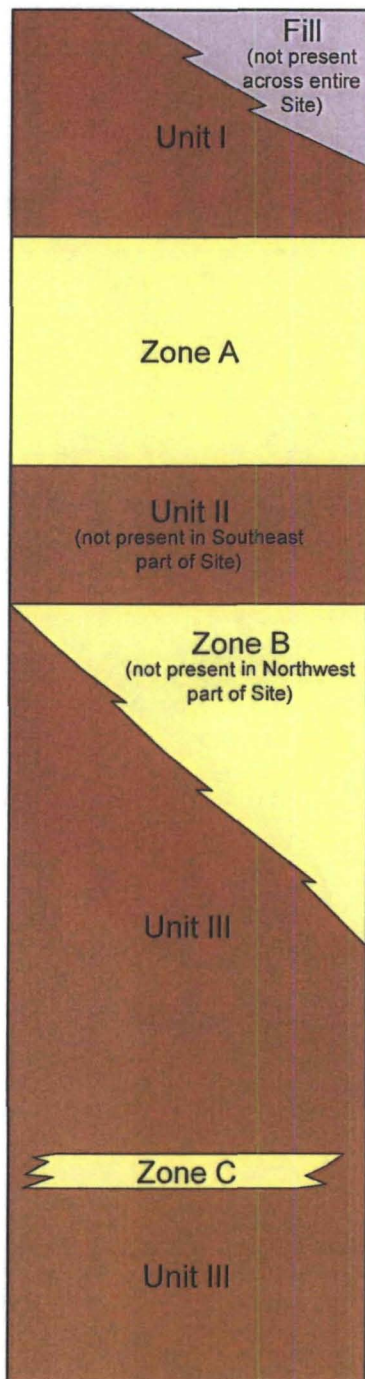 Fill
(not present
across entire
Site)
Unit I
Zone A
Unit II
(not present in Southeast
part of Site)
Zone B
(not present in Northwest
part of Site)
Unit III
Zone C
Unit III